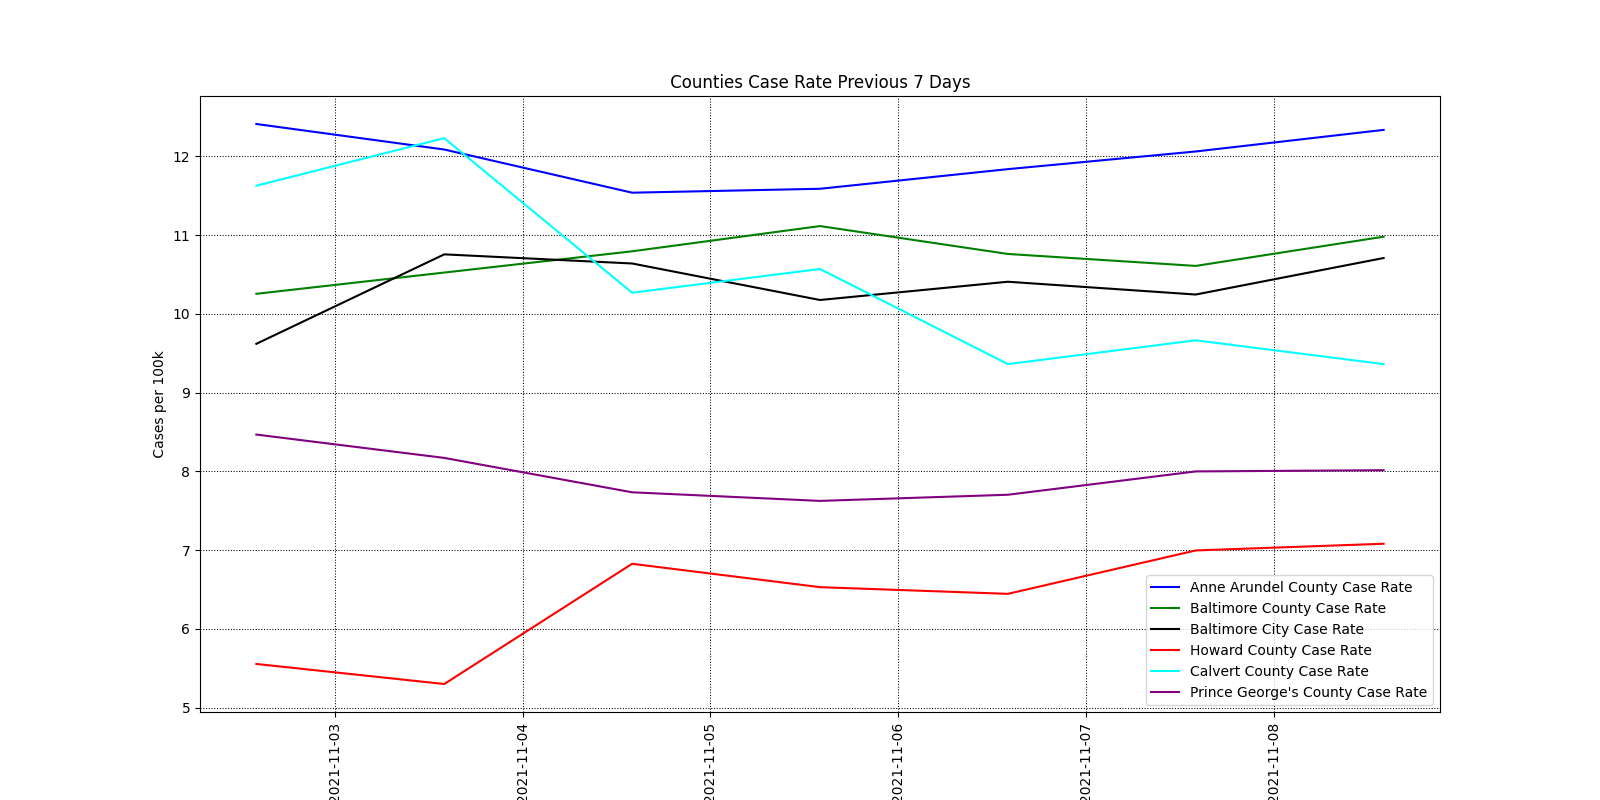 Counties Case Rate Previous 7 Days
Cases per 100k
12
11
10
9
8
7
6
5
2021-11-03
2021-11-04
2021-11-05
2021-11-06
2021-11-07
2021-11-08
Anne Arundel County Case Rate
Baltimore County Case Rate
Baltimore City Case Rate
Howard County Case Rate
Calvert County Case Rate
Prince George's County Case Rate